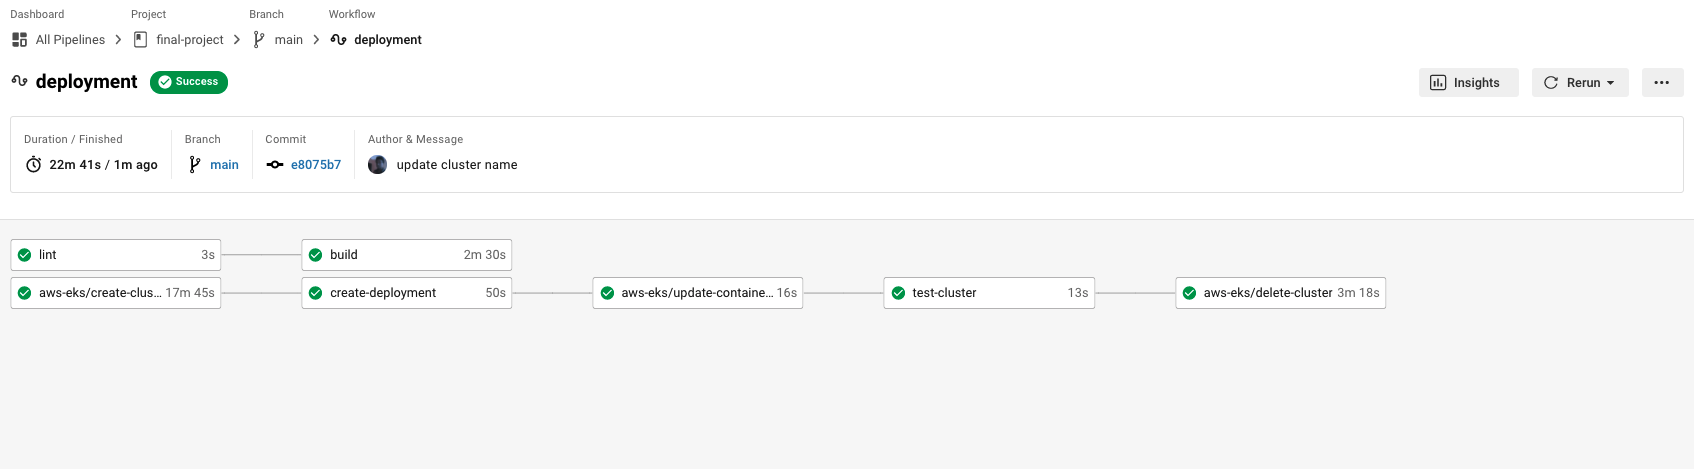 Dashboard Project Branch Workflow
All Pipelines final-project main deployment
deployment Success Insights Rerun
Duration / Finished Branch Commit Author & Message
22m 41s / 1m ago main e8075b7 update cluster name
lint 3s build 2m 30s
aws-eks/create-clus... 17m 45s create-deployment 50s aws-eks/update-containe... 16s test-cluster 13s aws-eks/delete-cluster 3m 18s